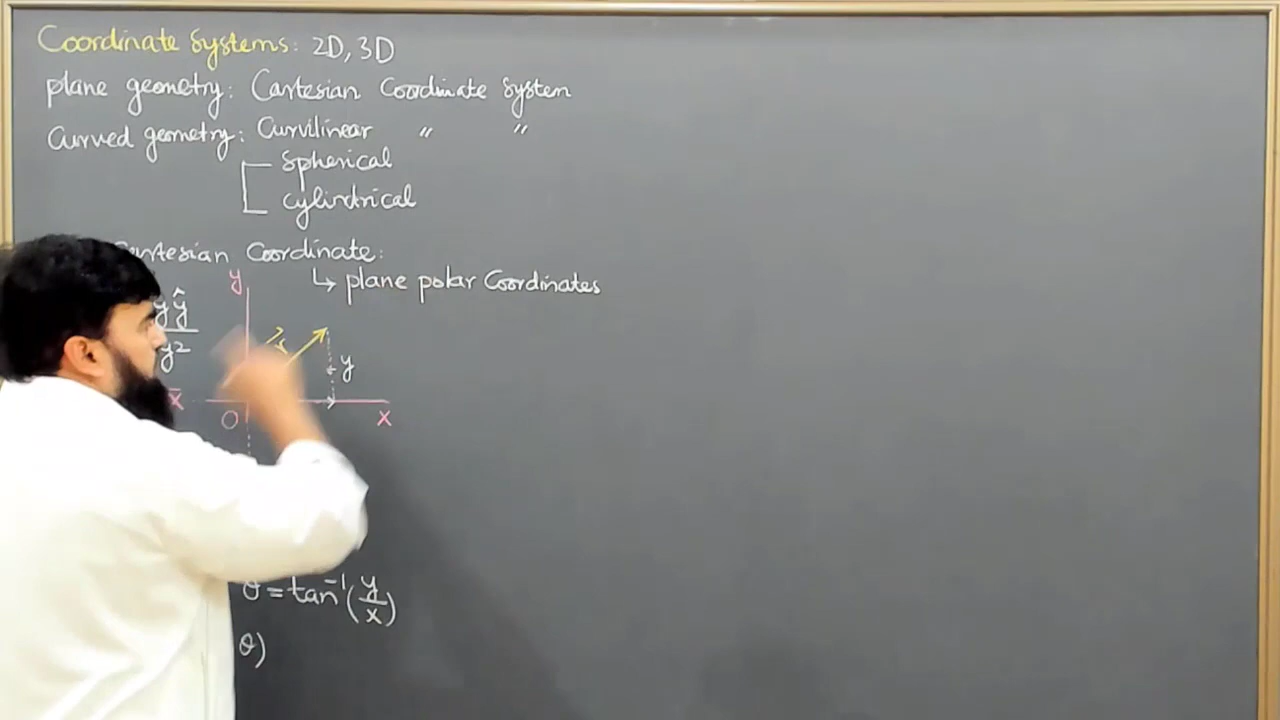 Coordinate Systems: 2D, 3D
plane geometry: Cartesian Coordinate System
Curved geometry: Curvilinear " "
Spherical
cylindrical
Cartesian Coordinate:
↳ plane polar Coordinates
y
y ŷ
y²
y
x
O
x
θ = tan⁻¹(y/x)
θ)